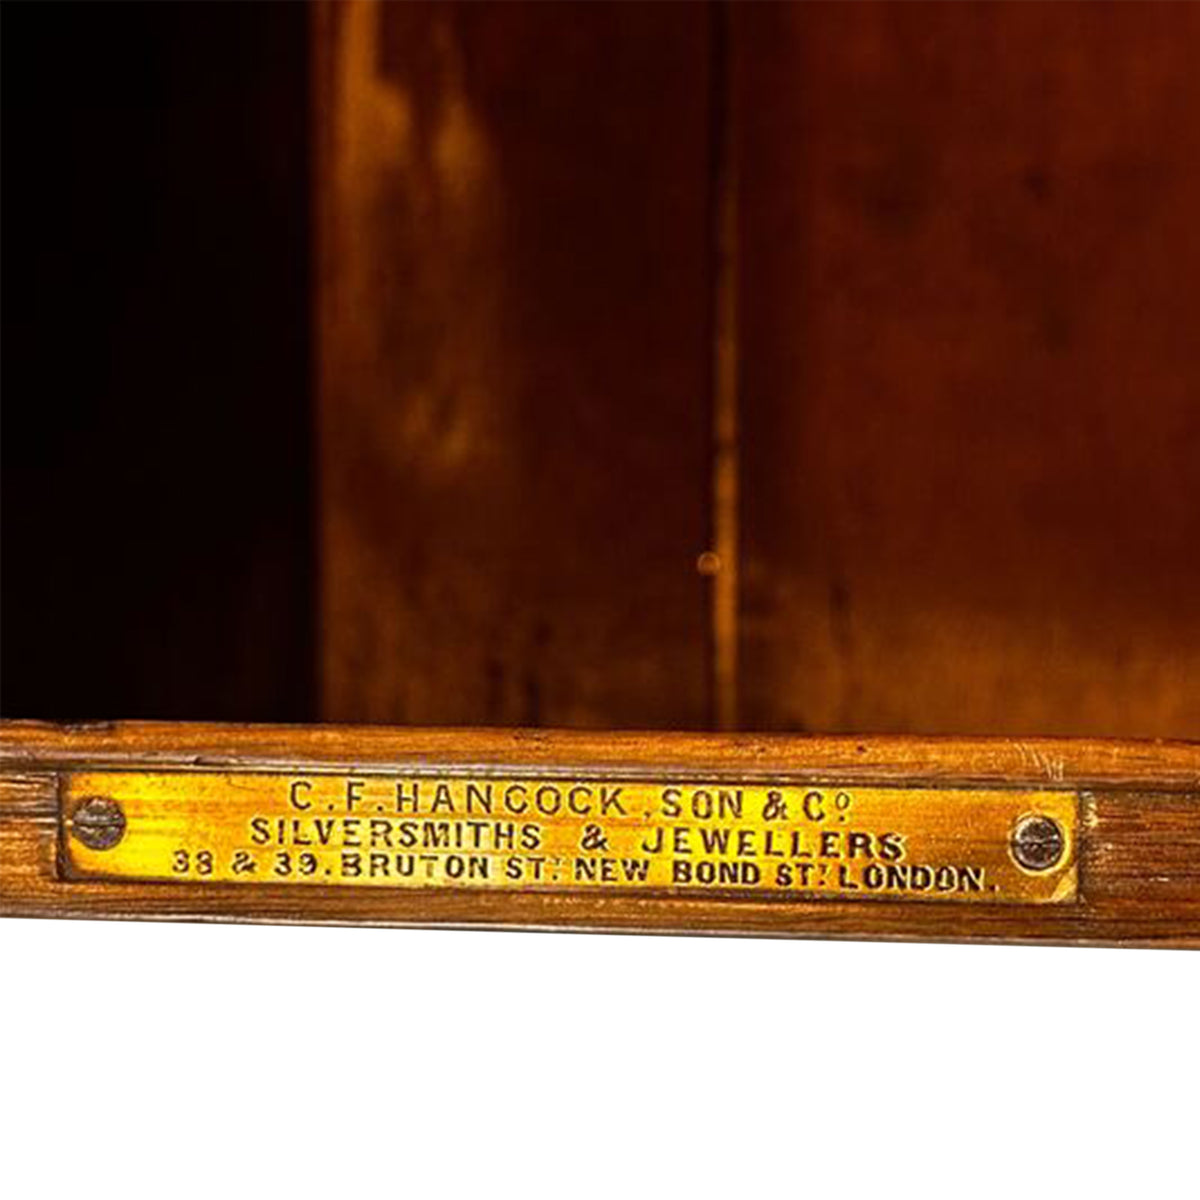 C.F.HANCOCK, SON & Cº
SILVERSMITHS & JEWELLERS
38 & 39. BRUTON ST. NEW BOND ST. LONDON.